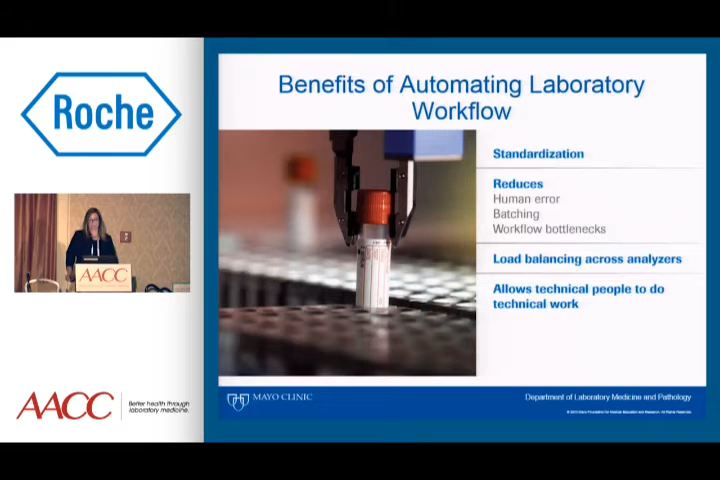 Roche
AACC
AACC
Better health through
laboratory medicine.
Benefits of Automating Laboratory
Workflow
Standardization
Reduces
Human error
Batching
Workflow bottlenecks
Load balancing across analyzers
Allows technical people to do
technical work
MAYO CLINIC
Department of Laboratory Medicine and Pathology